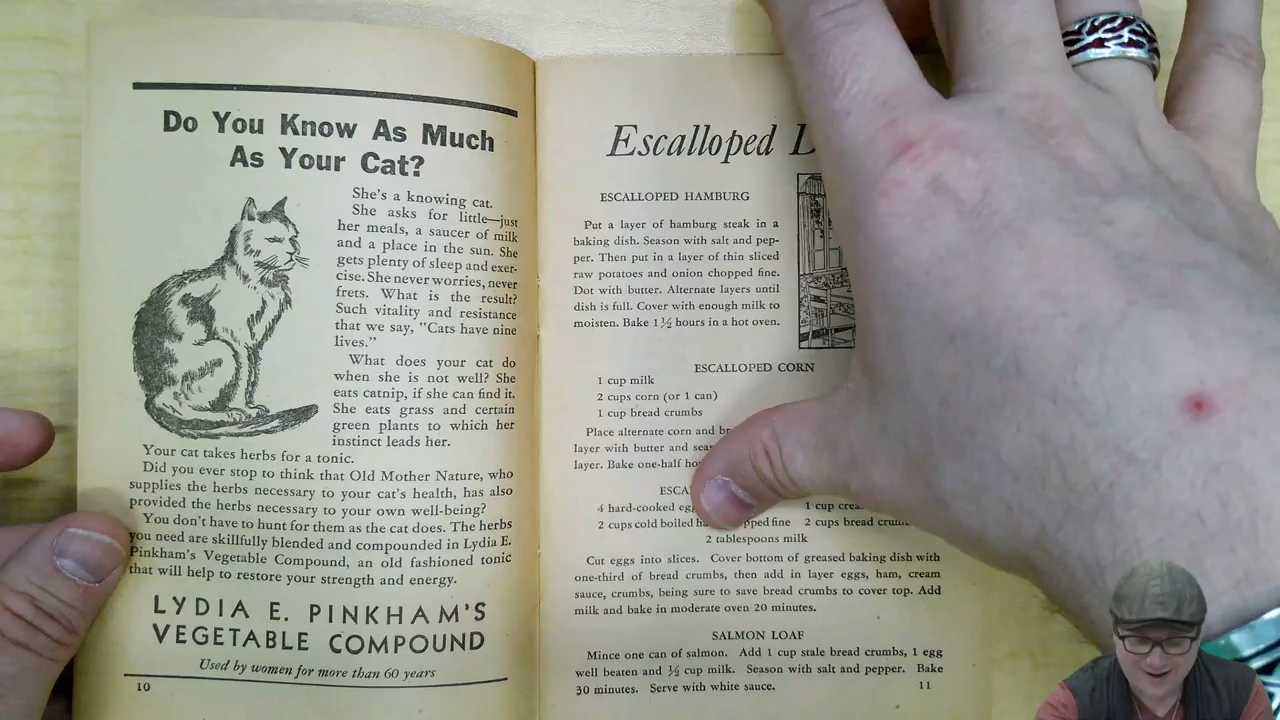 Do You Know As Much
As Your Cat?
She's a knowing cat.
She asks for little—just
her meals, a saucer of milk
and a place in the sun. She
gets plenty of sleep and exer-
cise. She never worries, never
frets. What is the result?
Such vitality and resistance
that we say, "Cats have nine
lives."
What does your cat do
when she is not well? She
eats catnip, if she can find it.
She eats grass and certain
green plants to which her
instinct leads her.
Your cat takes herbs for a tonic.
Did you ever stop to think that Old Mother Nature, who
supplies the herbs necessary to your cat's health, has also
provided the herbs necessary to your own well-being?
You don't have to hunt for them as the cat does. The herbs
you need are skillfully blended and compounded in Lydia E.
Pinkham's Vegetable Compound, an old fashioned tonic
that will help to restore your strength and energy.
LYDIA E. PINKHAM'S
VEGETABLE COMPOUND
Used by women for more than 60 years
10
Escalloped
ESCALLOPED HAMBURG
Put a layer of hamburg steak in a
baking dish. Season with salt and pep-
per. Then put in a layer of thin sliced
raw potatoes and onion chopped fine.
Dot with butter. Alternate layers until
dish is full. Cover with enough milk to
moisten. Bake 1½ hours in a hot oven.
ESCALLOPED CORN
1 cup milk
2 cups corn (or 1 can)
1 cup bread crumbs
Place alternate corn and
layer with butter and
layer. Bake one-half
4 hard-cooked 1 cup
2 cups cold boiled fine 2 cups bread
2 tablespoons milk
Cut eggs into slices. Cover bottom of greased baking dish with
one-third of bread crumbs, then add in layer eggs, ham, cream
sauce, crumbs, being sure to save bread crumbs to cover top. Add
milk and bake in moderate oven 20 minutes.
SALMON LOAF
Mince one can of salmon. Add 1 cup stale bread crumbs, 1 egg
well beaten and ½ cup milk. Season with salt and pepper. Bake
30 minutes. Serve with white sauce.
11